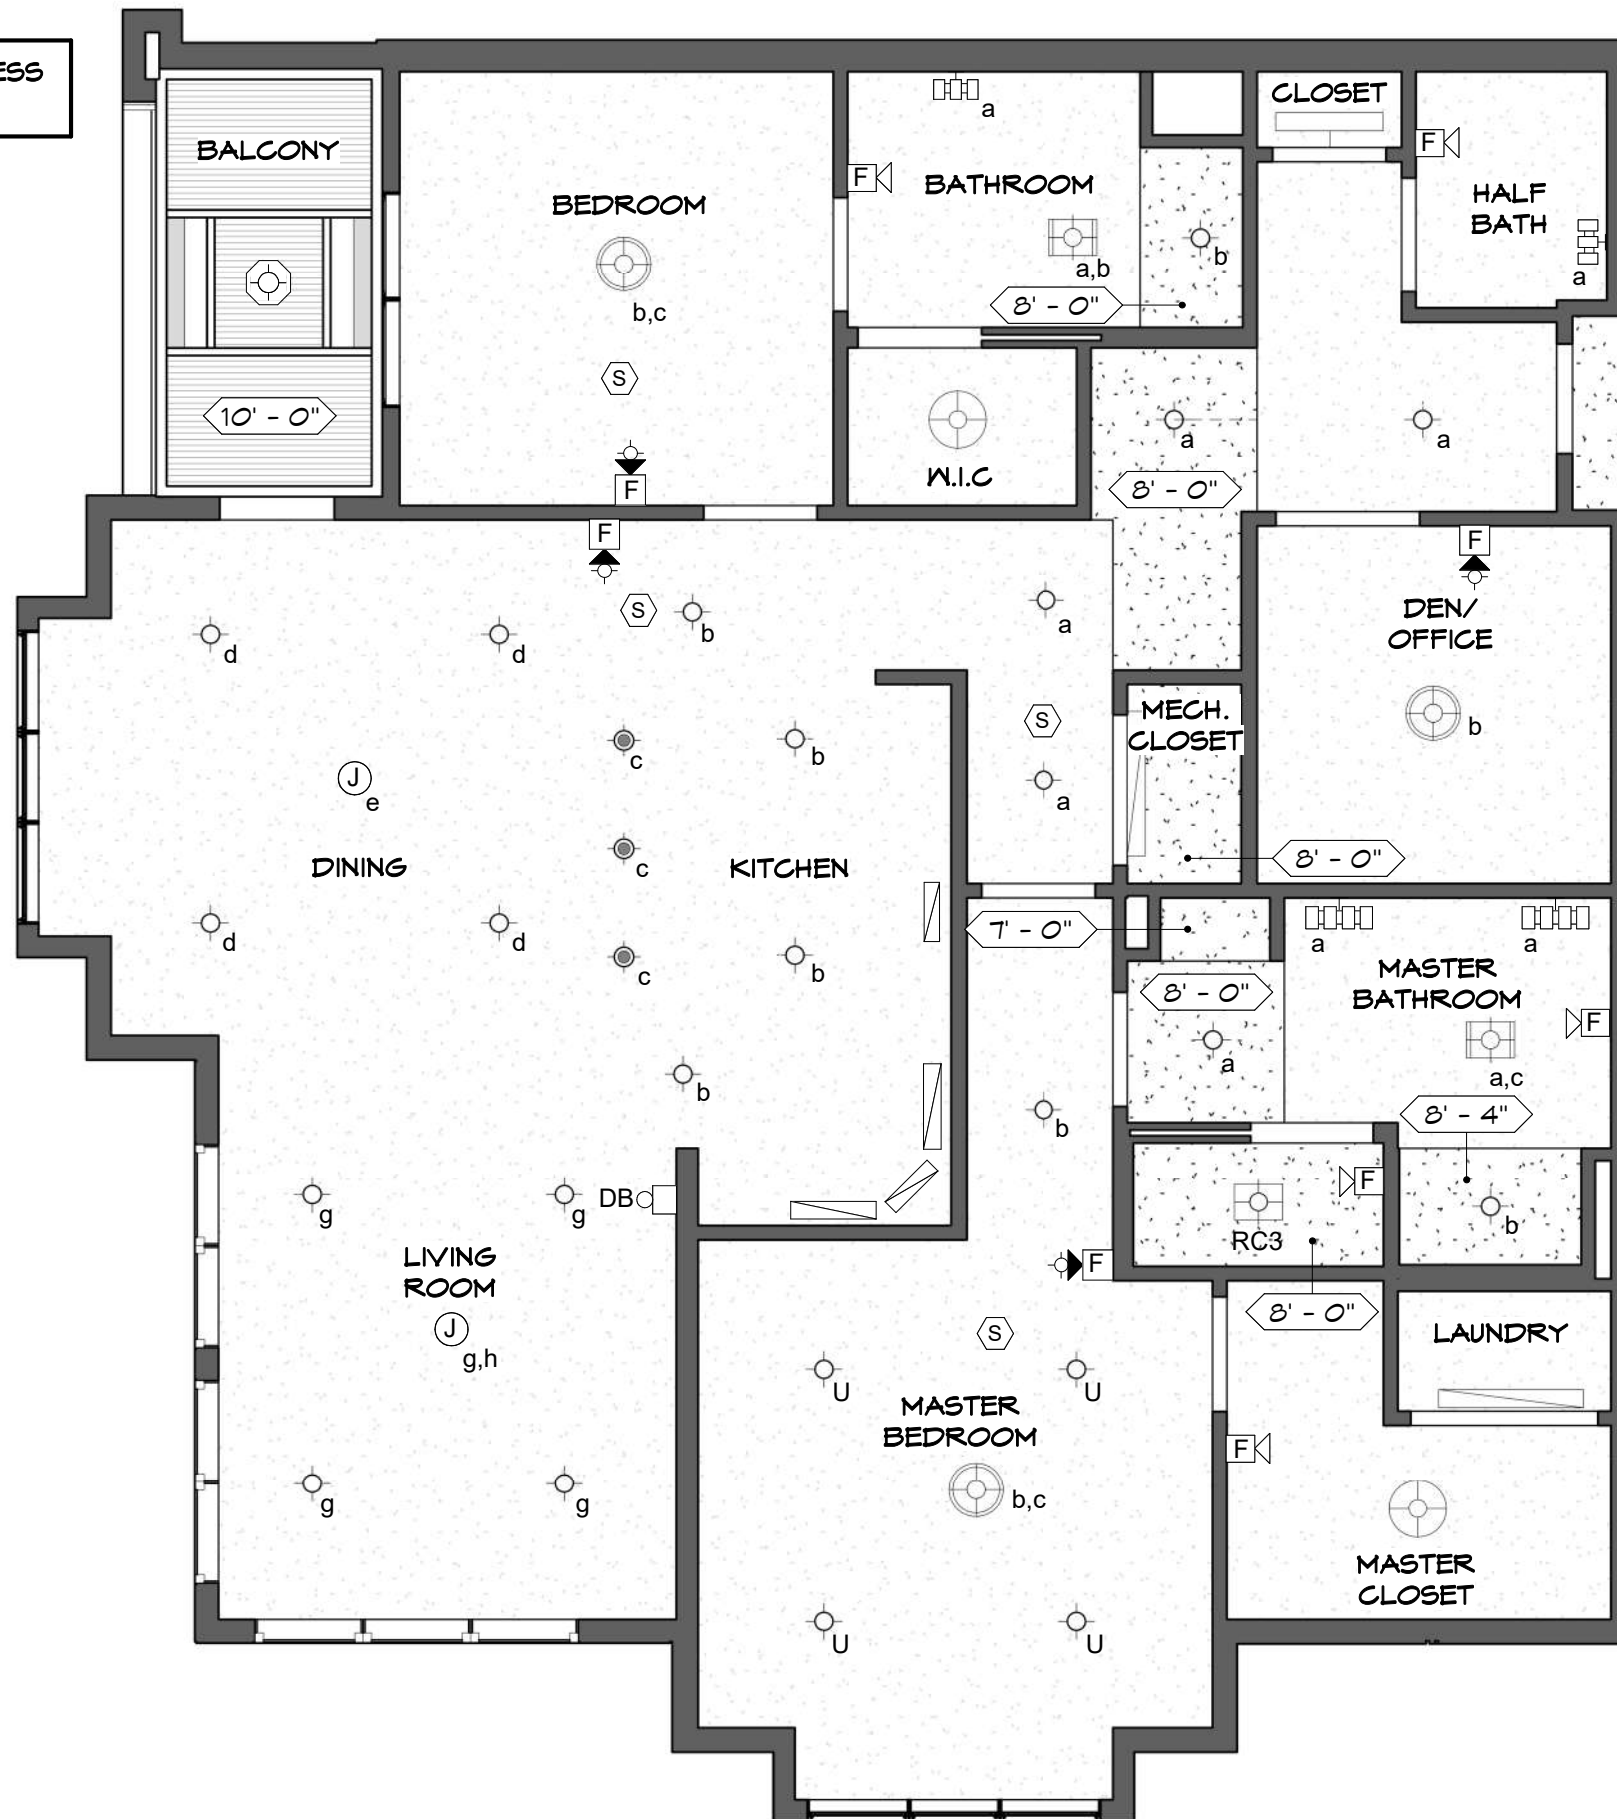 ESS
CLOSET
a
F
BALCONY
F
BATHROOM
HALF
BATH
BEDROOM
b
a,b
a
8' - 0"
b,c
S
10' - 0"
a
a
W.I.C
8' - 0"
F
F
F
S
b
a
DEN/
OFFICE
d
d
S
MECH.
CLOSET
b
c
b
J
e
a
8' - 0"
DINING
c
KITCHEN
d
d
c
b
7' - 0"
a
a
MASTER
BATHROOM
8' - 0"
F
a
a,c
b
b
8' - 4"
F
g
g
DB
b
RC3
LIVING
ROOM
F
8' - 0"
J
g,h
S
LAUNDRY
U
U
MASTER
BEDROOM
F
b,c
g
g
MASTER
CLOSET
U
U